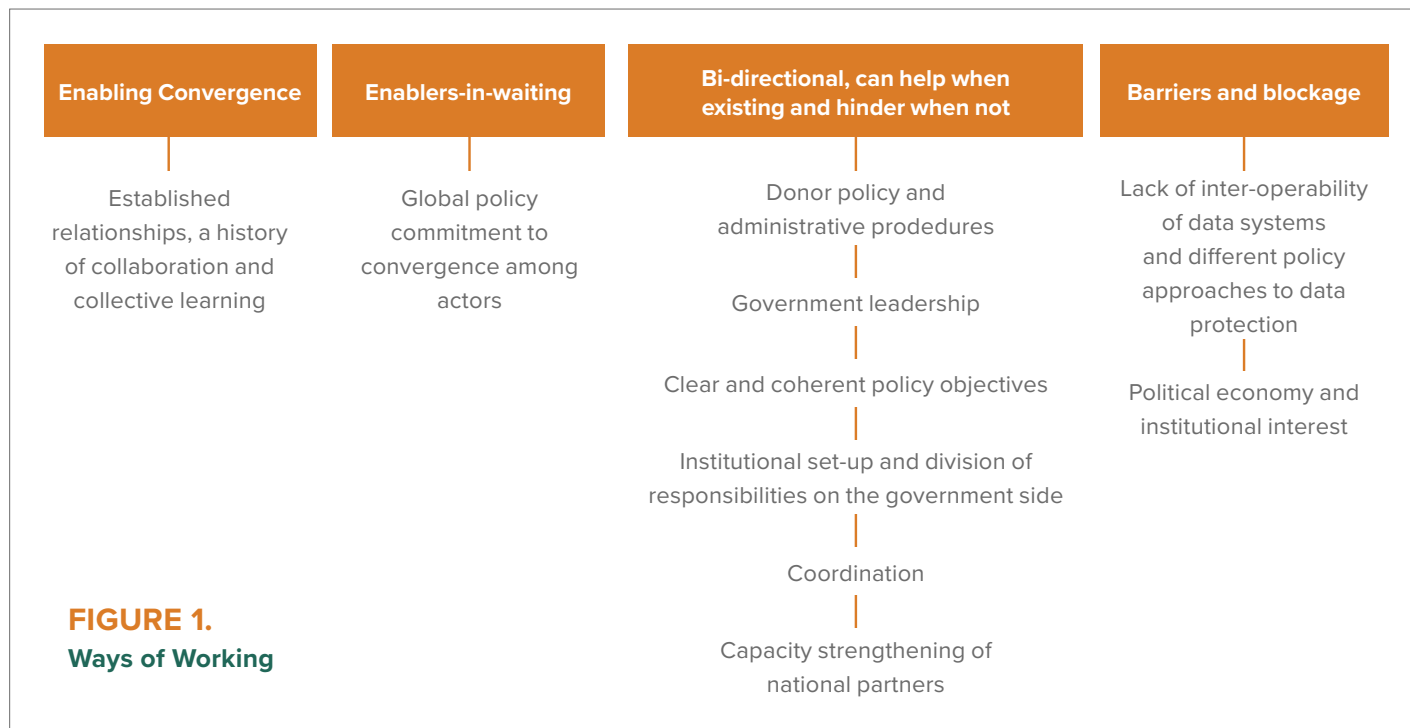 Enabling Convergence
Established
relationships, a history
of collaboration and
collective learning
Enablers-in-waiting
Global policy
commitment to
convergence among
actors
Bi-directional, can help when
existing and hinder when not
Donor policy and
administrative prodedures
Government leadership
Clear and coherent policy objectives
Institutional set-up and division of
responsibilities on the government side
Coordination
Capacity strengthening of
national partners
Barriers and blockage
Lack of inter-operability
of data systems
and different policy
approaches to data
protection
Political economy and
institutional interest
FIGURE 1.
Ways of Working